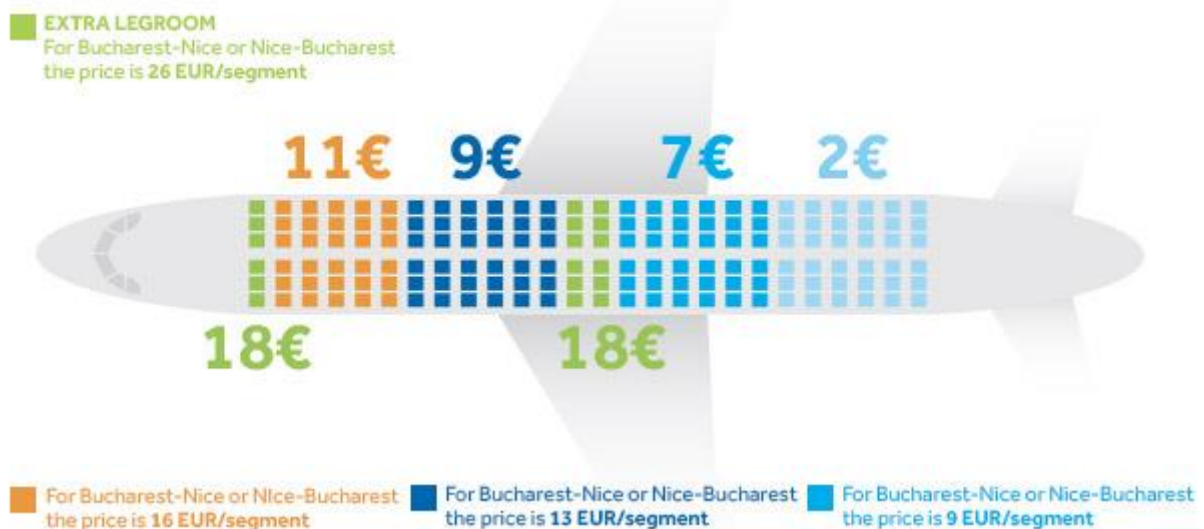 EXTRA LEGROOM
For Bucharest-Nice or Nice-Bucharest
the price is 26 EUR/segment
11€
9€
7€
2€
18€
18€
For Bucharest-Nice or NIce-Bucharest
the price is 16 EUR/segment
For Bucharest-Nice or Nice-Bucharest
the price is 13 EUR/segment
For Bucharest-Nice or Nice-Bucharest
the price is 9 EUR/segment